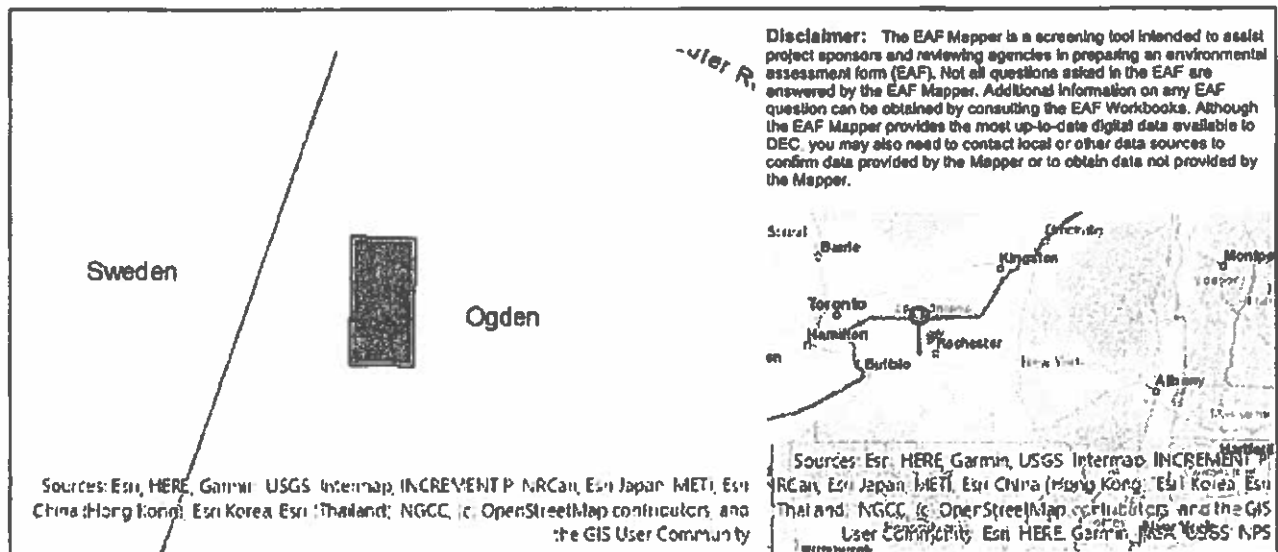 Disclaimer: The EAF Mapper is a screening tool intended to assist
project sponsors and reviewing agencies in preparing an environmental
assessment form (EAF). Not all questions asked in the EAF are
answered by the EAF Mapper. Additional information on any EAF
question can be obtained by consulting the EAF Workbooks. Although
the EAF Mapper provides the most up-to-date digital data available to
DEC, you may also need to contact local or other data sources to
confirm data provided by the Mapper or to obtain data not provided by
the Mapper.
Sweden
Ogden
Sources: Esri, HERE, Garmin, USGS, Intermap, INCREMENT P, NRCan, Esri Japan, METI, Esri
China (Hong Kong), Esri Korea, Esri (Thailand), NGCC, (c) OpenStreetMap contributors, and
the GIS User Community
Barrie
Kingston
Montpe
Toronto
Hamilton
Rochester
Buffalo
New York
Albany
Sources: Esri, HERE, Garmin, USGS, Intermap, INCREMENT P,
NRCan, Esri Japan, METI, Esri China (Hong Kong), Esri Korea, Esri
(Thailand), NGCC, (c) OpenStreetMap contributors, and the GIS
User Community, Esri, HERE, Garmin, USGS, NPS